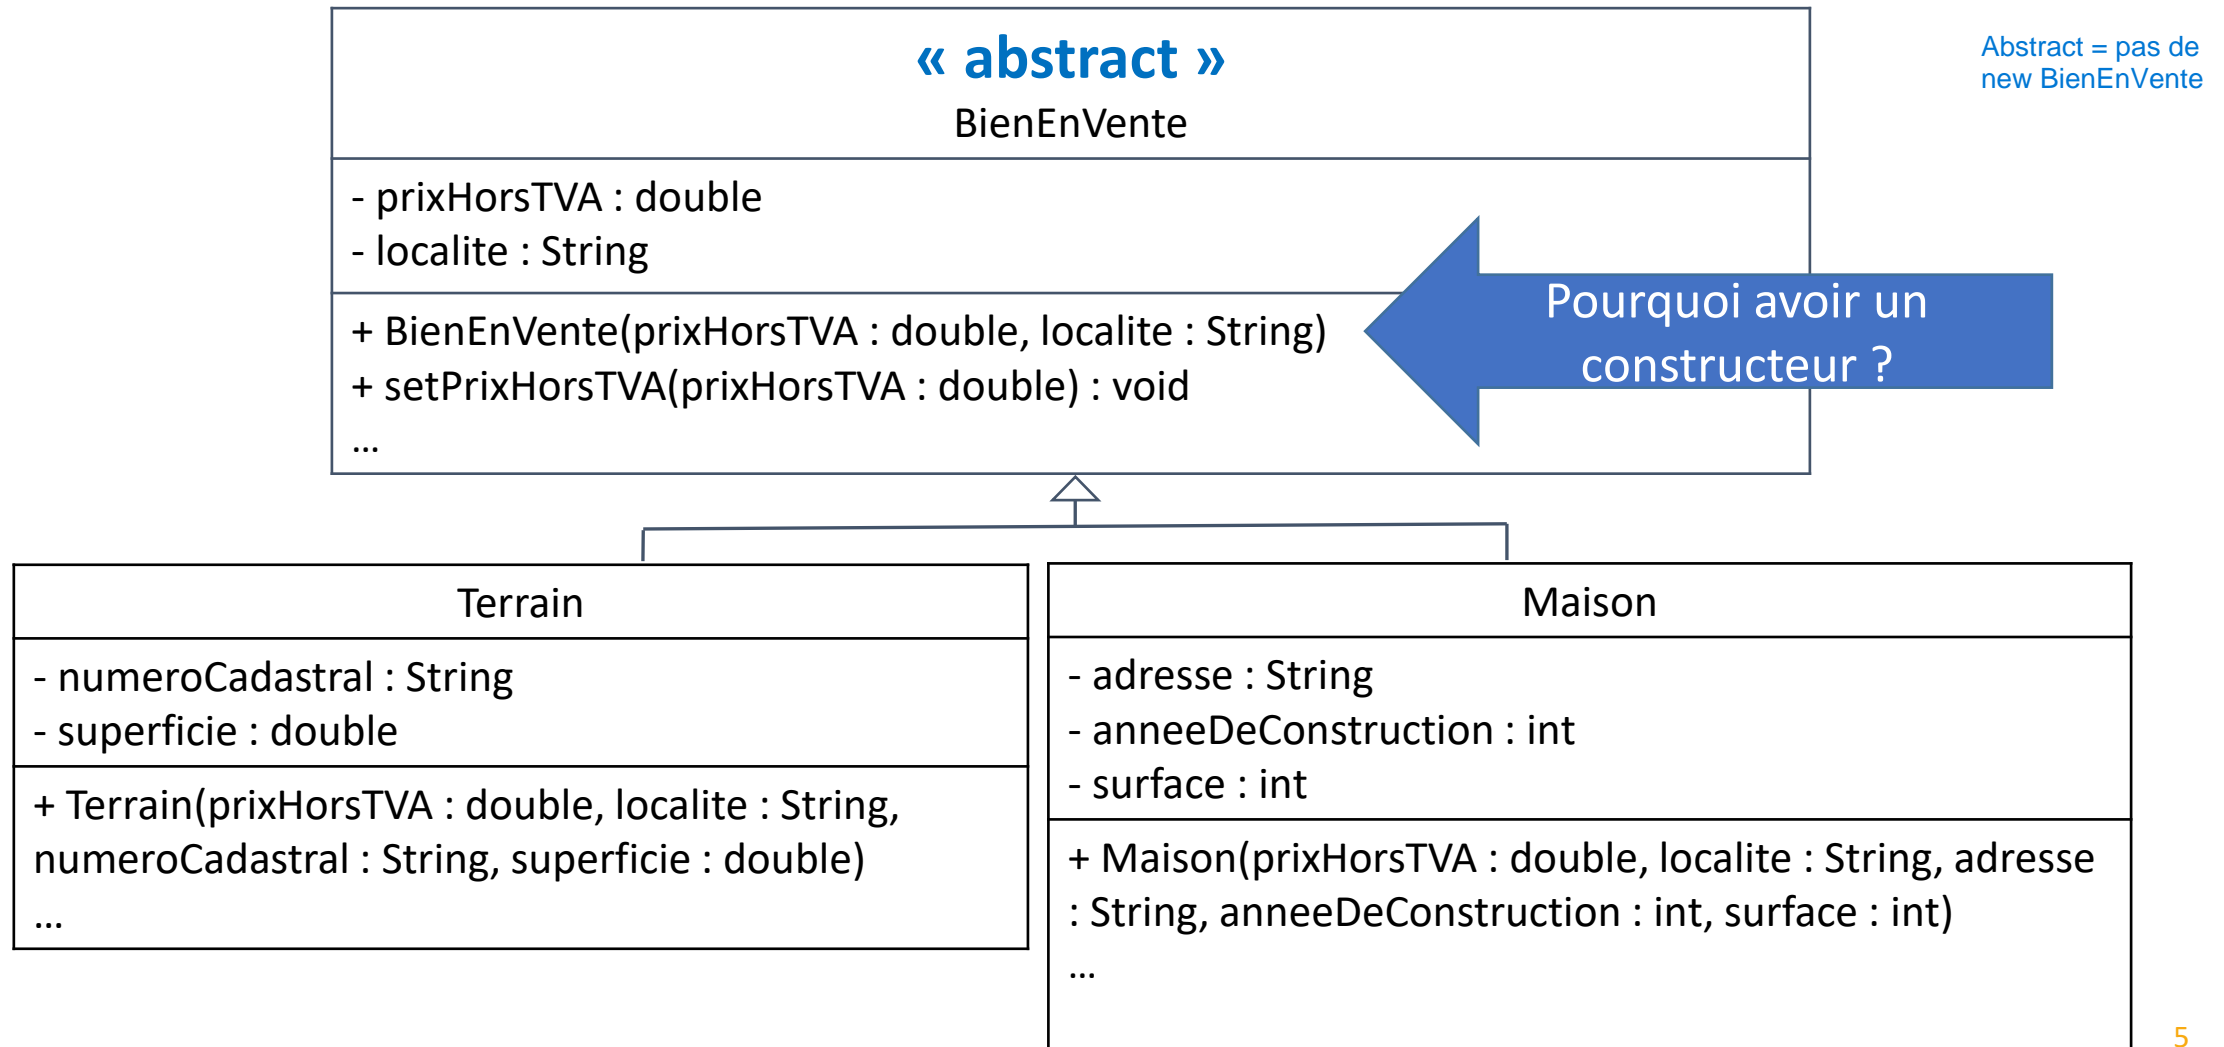 « abstract »
BienEnVente
Abstract = pas de
new BienEnVente
- prixHorsTVA : double
- localite : String
+ BienEnVente(prixHorsTVA : double, localite : String)
+ setPrixHorsTVA(prixHorsTVA : double) : void
...
Pourquoi avoir un
constructeur ?
Terrain
- numeroCadastral : String
- superficie : double
+ Terrain(prixHorsTVA : double, localite : String,
numeroCadastral : String, superficie : double)
...
Maison
- adresse : String
- anneeDeConstruction : int
- surface : int
+ Maison(prixHorsTVA : double, localite : String, adresse
: String, anneeDeConstruction : int, surface : int)
...
5